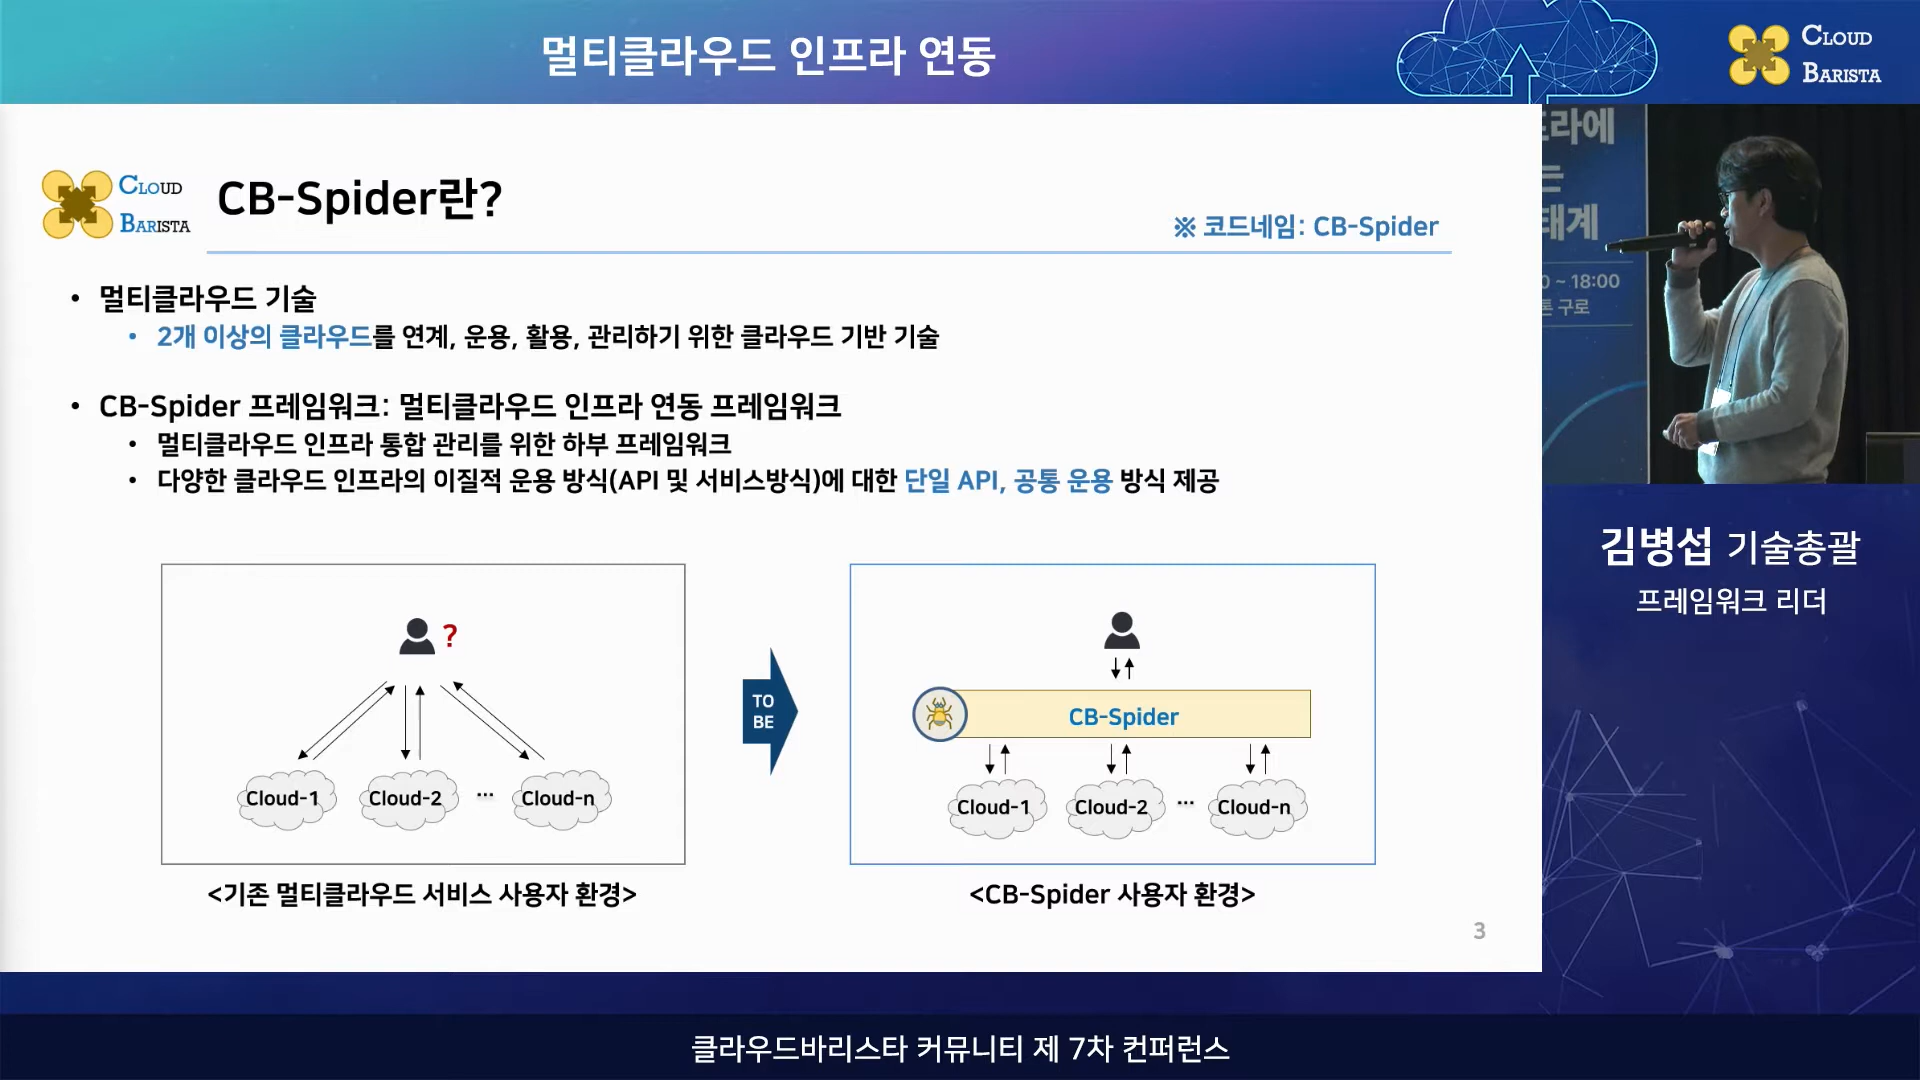 멀티클라우드 인프라 연동
CLOUD
BARISTA
CLOUD
BARISTA
CB-Spider란?
※ 코드네임: CB-Spider
• 멀티클라우드 기술
• 2개 이상의 클라우드를 연계, 운용, 활용, 관리하기 위한 클라우드 기반 기술
• CB-Spider 프레임워크: 멀티클라우드 인프라 연동 프레임워크
• 멀티클라우드 인프라 통합 관리를 위한 하부 프레임워크
• 다양한 클라우드 인프라의 이질적 운용 방식(API 및 서비스방식)에 대한 단일 API, 공통 운용 방식 제공
?
Cloud-1
Cloud-2
...
Cloud-n
<기존 멀티클라우드 서비스 사용자 환경>
TO
BE
CB-Spider
Cloud-1
Cloud-2
...
Cloud-n
<CB-Spider 사용자 환경>
3
라에
는
태계
~ 18:00
톤 구로
김병섭 기술총괄
프레임워크 리더
클라우드바리스타 커뮤니티 제 7차 컨퍼런스